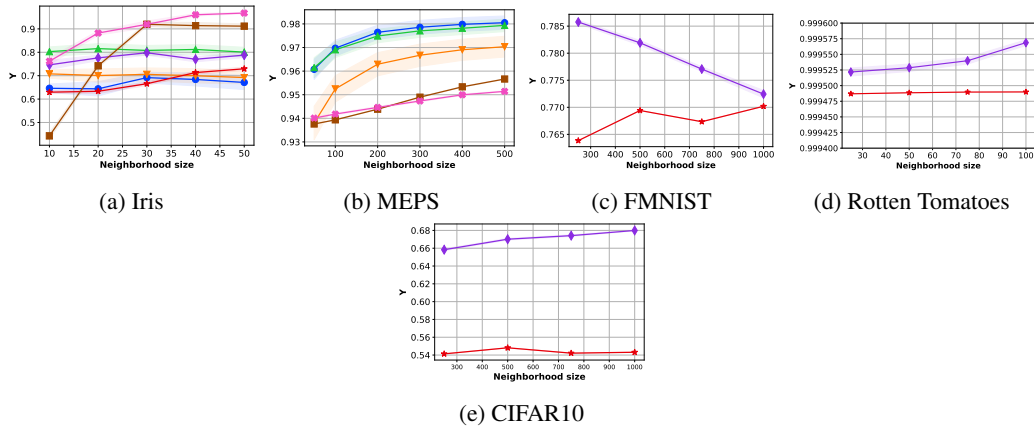 0.9
0.8
0.7
0.6
0.5
Y
10 15 20 25 30 35 40 45 50
Neighborhood size
(a) Iris
0.98
0.97
0.96
0.95
0.94
0.93
Y
100 200 300 400 500
Neighborhood size
(b) MEPS
0.785
0.780
0.775
0.770
0.765
Y
300 400 500 600 700 800 900 1000
Neighborhood size
(c) FMNIST
0.999600
0.999575
0.999550
0.999525
0.999500
0.999475
0.999450
0.999425
0.999400
Y
30 40 50 60 70 80 90 100
Neighborhood size
(d) Rotten Tomatoes
0.68
0.66
0.64
0.62
0.60
0.58
0.56
0.54
Y
300 400 500 600 700 800 900 1000
Neighborhood size
(e) CIFAR10